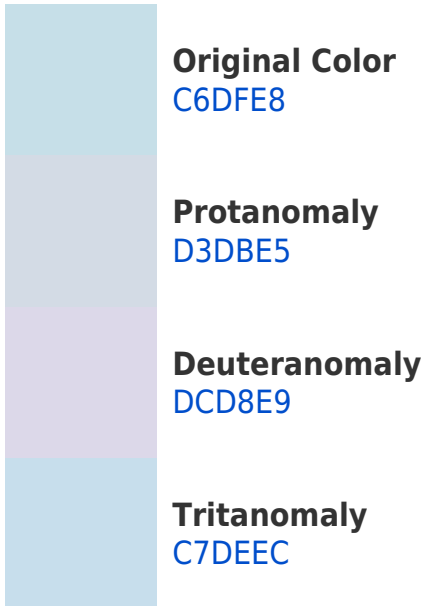 Original Color
C6DFE8
Protanomaly
D3DBE5
Deuteranomaly
DCD8E9
Tritanomaly
C7DEEC